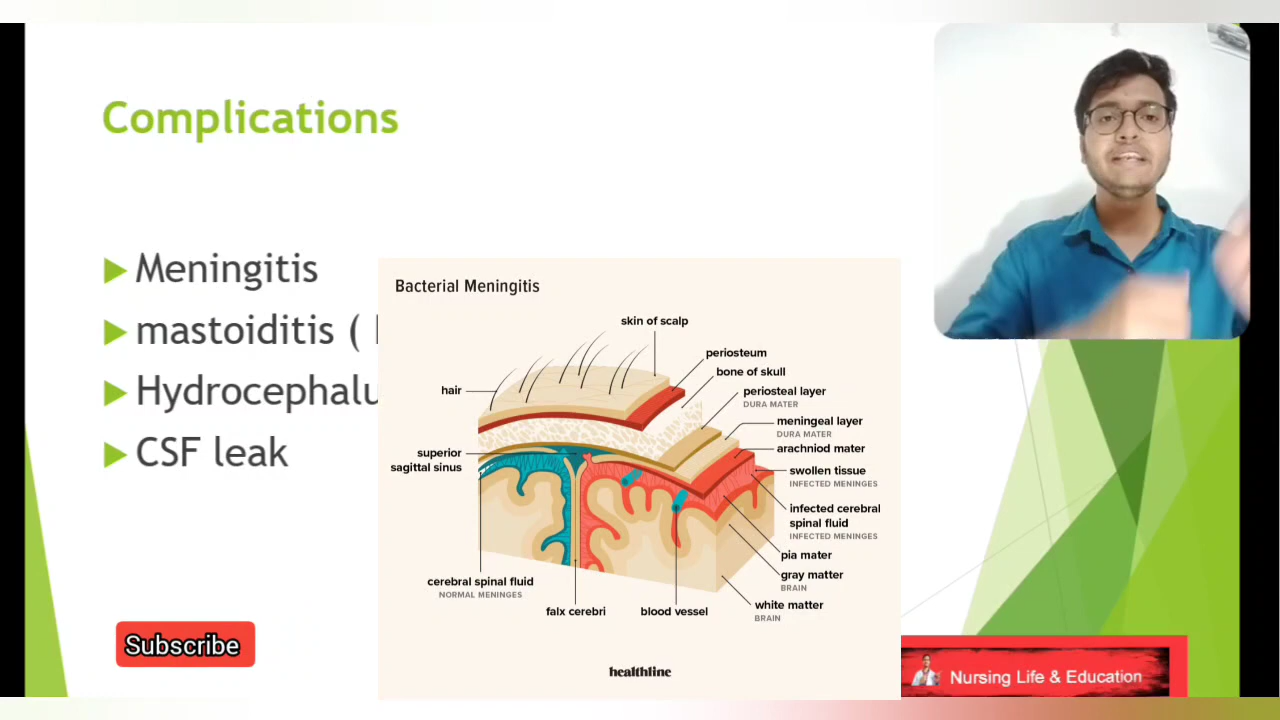 Complications
Meningitis
mastoiditis (
CSF leak
Bacterial Meningitis
skin of scalp
periosteum
bone of skull
hair
periosteal layer
DURA MATER
meningeal layer
DURA MATER
arachniod mater
superior
sagittal sinus
swollen tissue
INFECTED MENINGES
infected cerebral
spinal fluid
INFECTED MENINGES
pia mater
gray matter
BRAIN
cerebral spinal fluid
NORMAL MENINGES
falx cerebri
blood vessel
white matter
BRAIN
healthline
Subscribe
Nursing Life & Education